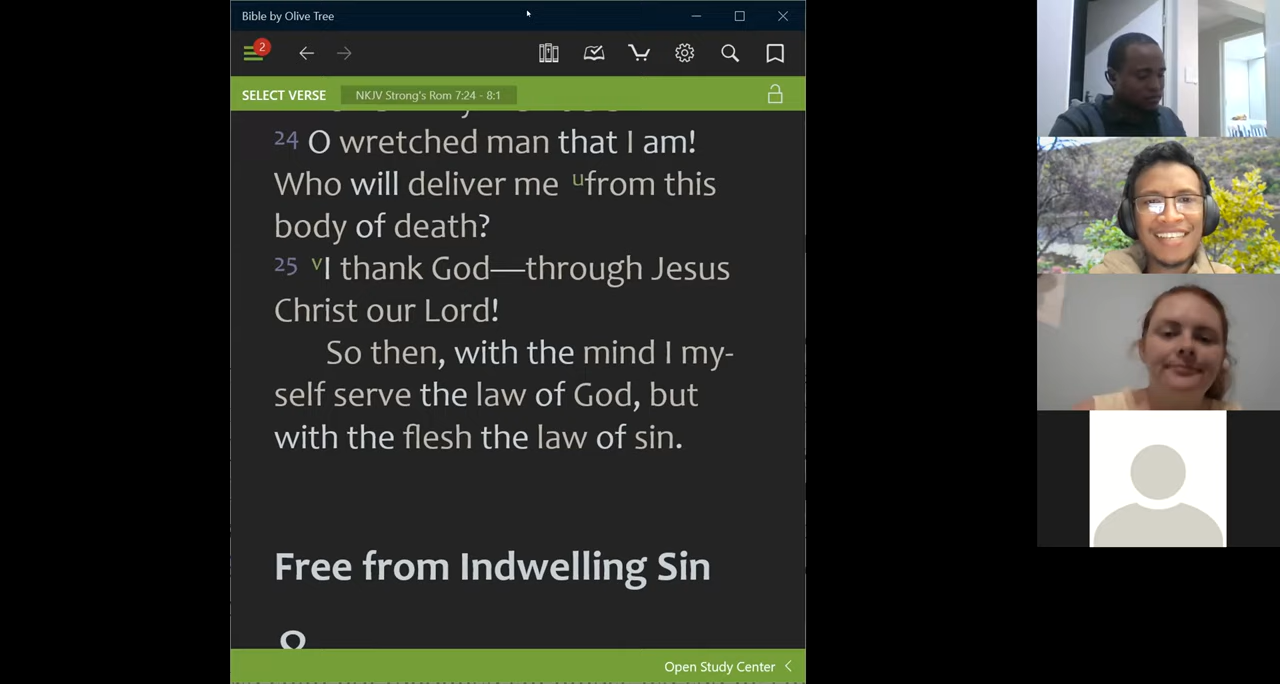 Bible by Olive Tree
2
SELECT VERSE NKJV Strong's Rom 7:24 - 8:1
24 O wretched man that I am!
Who will deliver me ufrom this
body of death?
25 vI thank God—through Jesus
Christ our Lord!
So then, with the mind I my-
self serve the law of God, but
with the flesh the law of sin.
Free from Indwelling Sin
8
Open Study Center